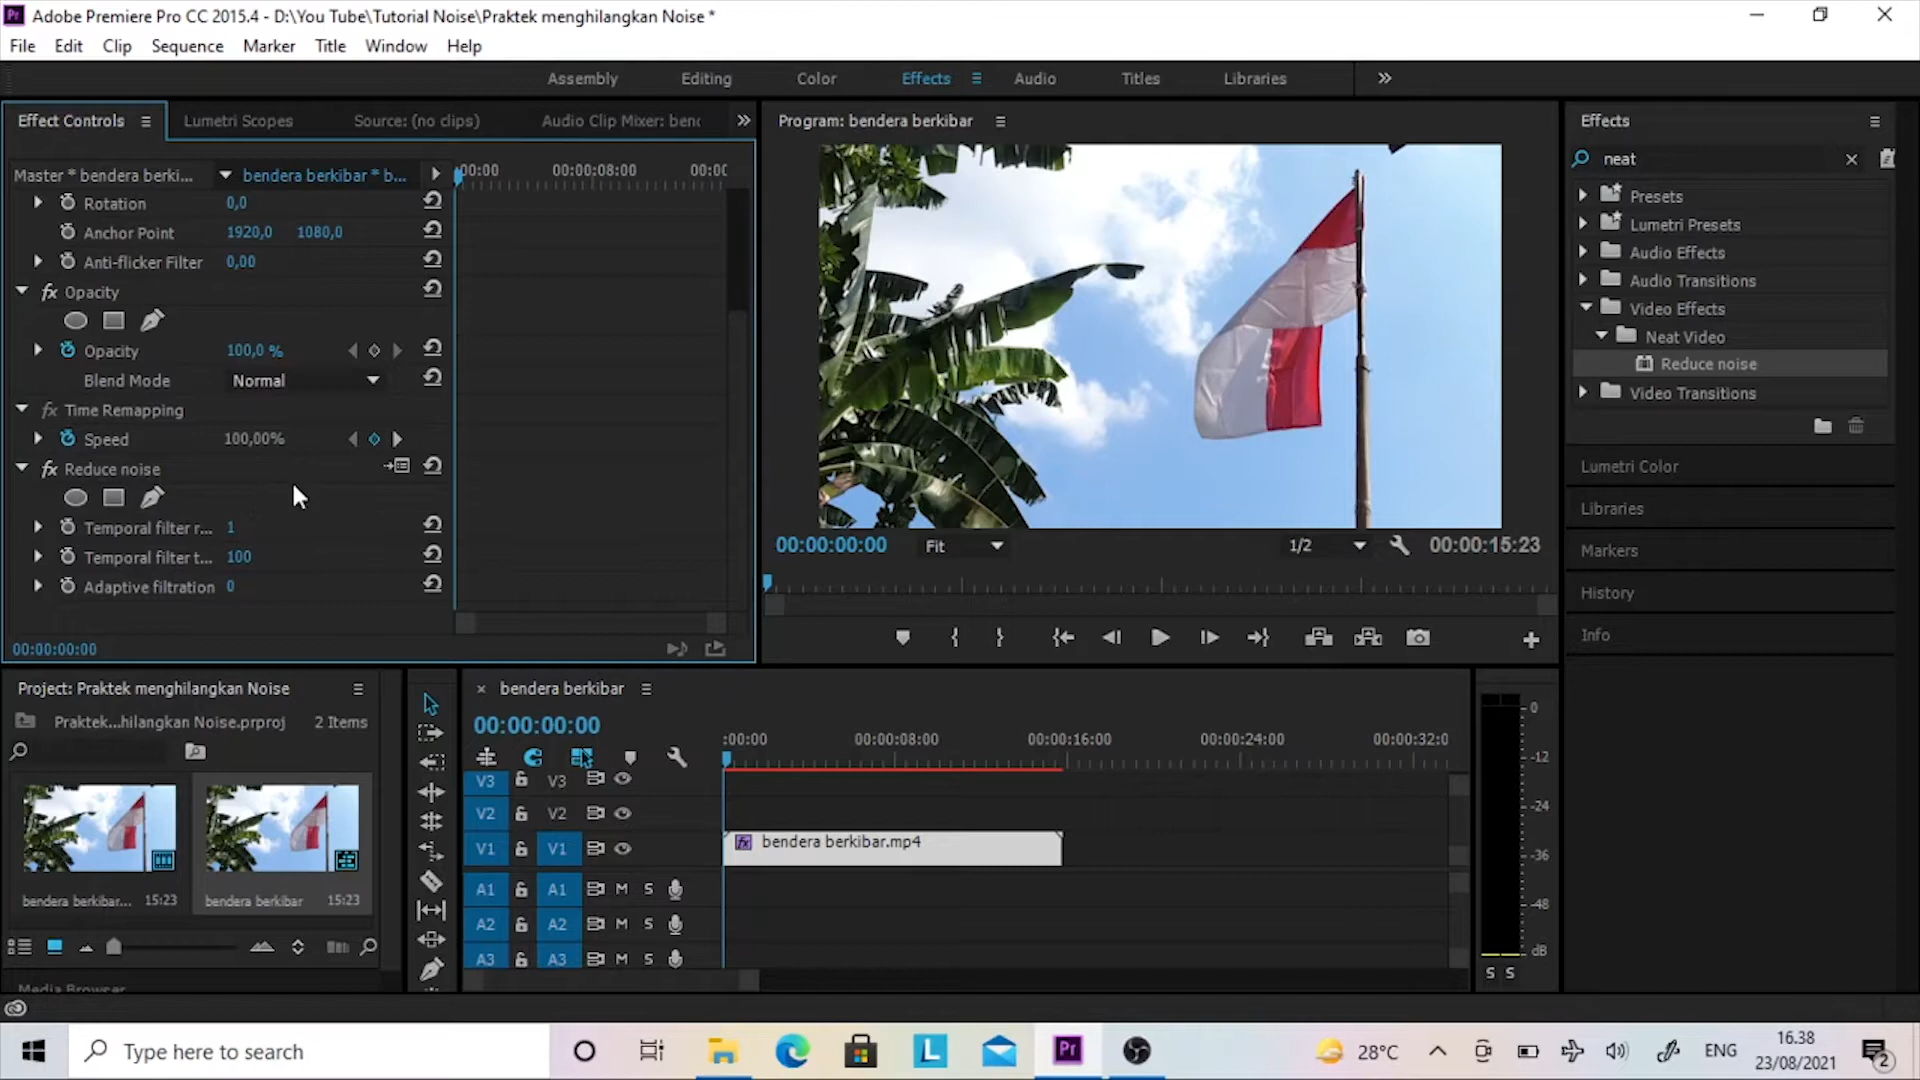 Adobe Premiere Pro CC 2015.4 - D:\You Tube\Tutorial Noise\Praktek menghilangkan Noise *
File Edit Clip Sequence Marker Title Window Help
Assembly Editing Color Effects Audio Titles Libraries
Effect Controls Lumetri Scopes Source: (no clips) Audio Clip Mixer: benc
Master * bendera berki... bendera berkibar * b...
:00:00 00:00:08:00 00:00
Rotation 0,0
Anchor Point 1920,0 1080,0
Anti-flicker Filter 0,00
fx Opacity
Opacity 100,0 %
Blend Mode Normal
fx Time Remapping
Speed 100,00%
fx Reduce noise
Temporal filter r... 1
Temporal filter t... 100
Adaptive filtration 0
00:00:00:00
Program: bendera berkibar
00:00:00:00 Fit 1/2 00:00:15:23
Effects
neat
Presets
Lumetri Presets
Audio Effects
Audio Transitions
Video Effects
Neat Video
Reduce noise
Video Transitions
Lumetri Color
Libraries
Markers
History
Info
Project: Praktek menghilangkan Noise
Praktek...hilangkan Noise.prproj 2 Items
bendera berkibar... 15:23
bendera berkibar 15:23
Media Browser
bendera berkibar
00:00:00:00
:00:00 00:00:08:00 00:00:16:00 00:00:24:00 00:00:32:0
V3 V3
V2 V2
V1 V1
fx bendera berkibar.mp4
A1 A1 M S
A2 A2 M S
A3 A3 M S
0
-12
-24
-36
-48
dB
S S
Type here to search
Pr
28°C
ENG
16.38
23/08/2021
2